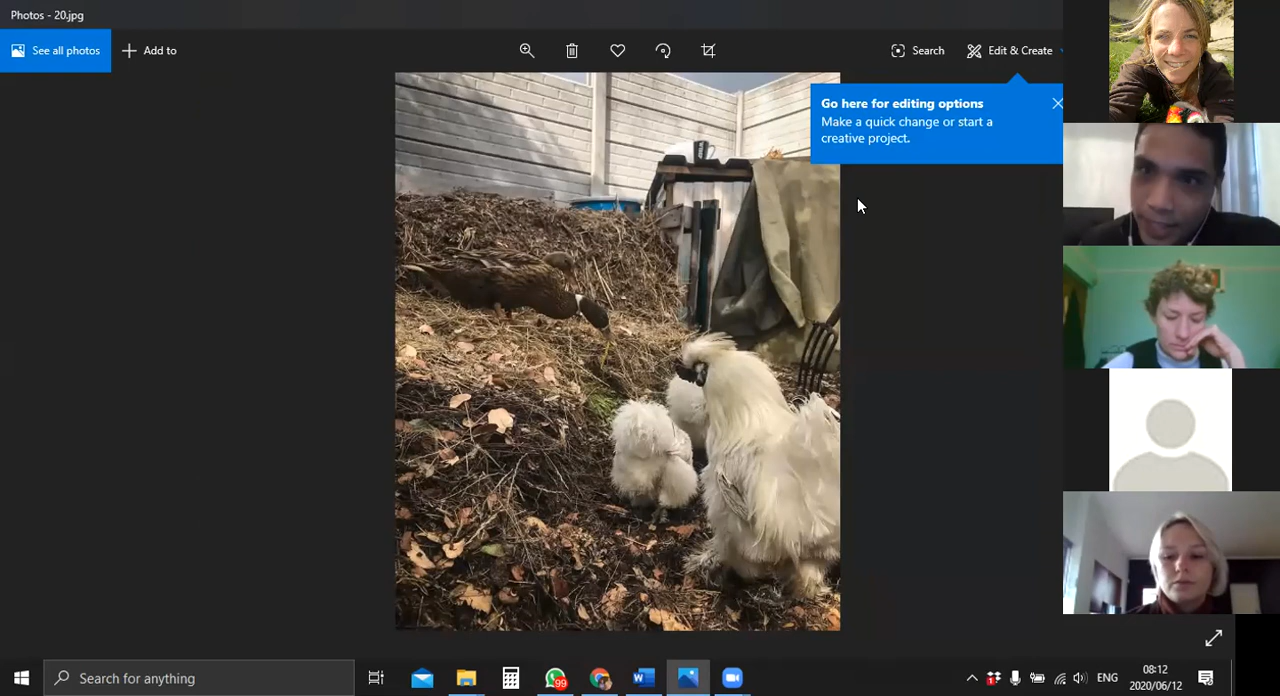 Photos - 20.jpg
See all photos
Add to
Search
Edit & Create
Go here for editing options
Make a quick change or start a
creative project.
Search for anything
99
ENG
08:12
2020/06/12